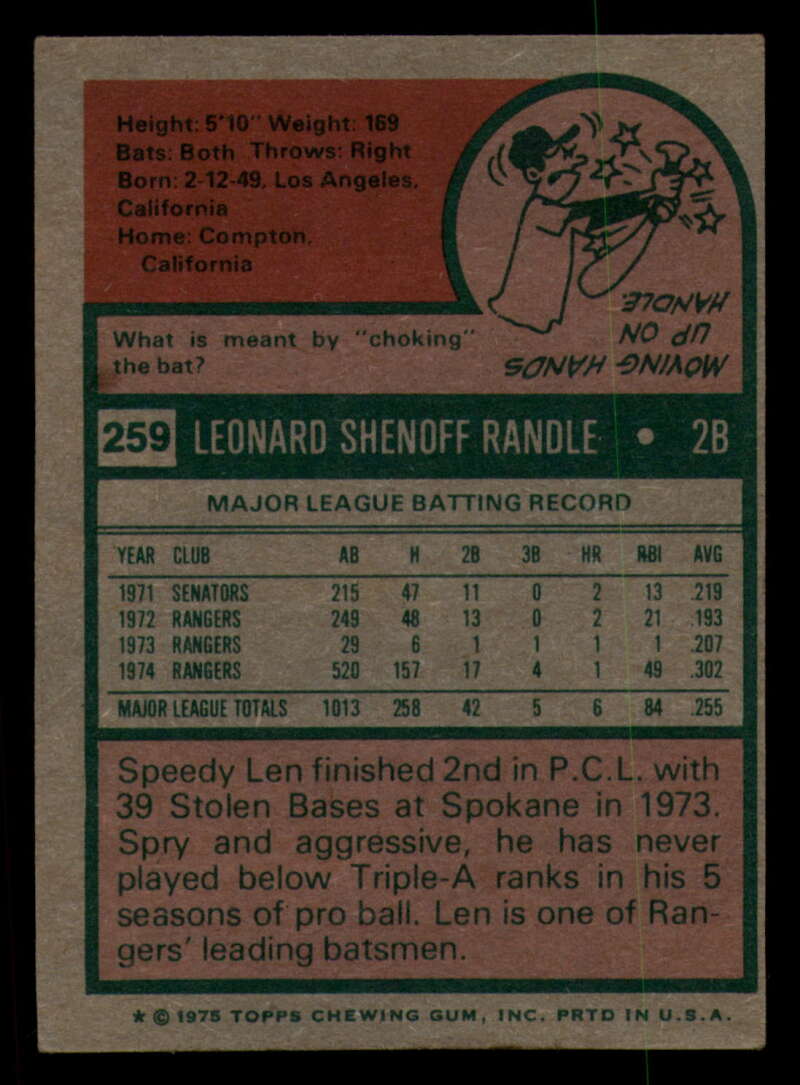 Height: 5'10" Weight: 169
Bats: Both Throws: Right
Born: 2-12-49, Los Angeles,
California
Home: Compton,
California
What is meant by "choking"
the bat?
MOVING HANDS
UP ON
HANDLE.
259 LEONARD SHENOFF RANDLE • 2B
MAJOR LEAGUE BATTING RECORD
YEAR CLUB AB H 2B 3B HR RBI AVG
1971 SENATORS 215 47 11 0 2 13 .219
1972 RANGERS 249 48 13 0 2 21 .193
1973 RANGERS 29 6 1 1 1 1 .207
1974 RANGERS 520 157 17 4 1 49 .302
MAJOR LEAGUE TOTALS 1013 258 42 5 6 84 .255
Speedy Len finished 2nd in P.C.L. with
39 Stolen Bases at Spokane in 1973.
Spry and aggressive, he has never
played below Triple-A ranks in his 5
seasons of pro ball. Len is one of Ran-
gers' leading batsmen.
* © 1975 TOPPS CHEWING GUM, INC. PRTD IN U.S.A.